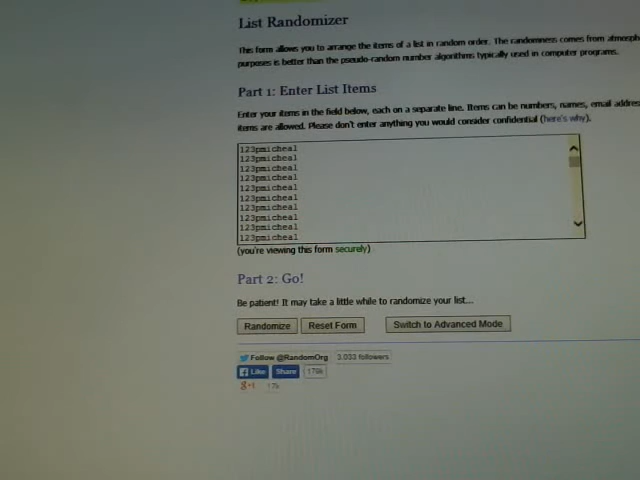 List Randomizer
This form allows you to arrange the items of a list in random order. The randomness comes from atmosph
purposes is better than the pseudo-random number algorithms typically used in computer programs.
Part 1: Enter List Items
Enter your items in the field below, each on a separate line. Items can be numbers, names, email addres
items are allowed. Please don't enter anything you would consider confidential (here's why).
123pmicheal
123pmicheal
123pmicheal
123pmicheal
123pmicheal
123pmicheal
123pmicheal
123pmicheal
123pmicheal
123pmicheal
(you're viewing this form securely)
Part 2: Go!
Be patient! It may take a little while to randomize your list...
Randomize Reset Form Switch to Advanced Mode
Follow @RandomOrg 3,033 followers
Like Share 179k
g+1 17k